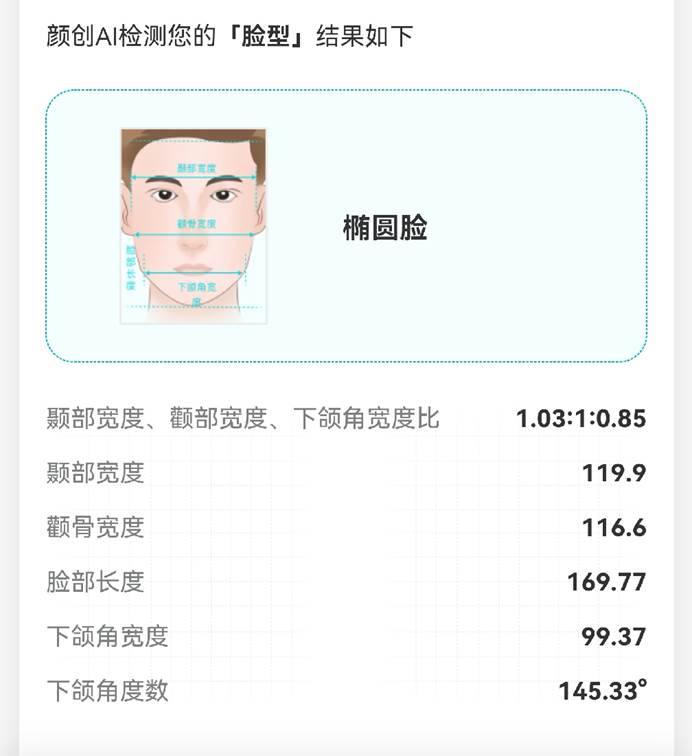 颜创AI检测您的「脸型」结果如下
颞部宽度
颧骨宽度
脸部长度
下颌角宽
度
椭圆脸
颞部宽度、颧部宽度、下颌角宽度比
1.03:1:0.85
颞部宽度
119.9
颧骨宽度
116.6
脸部长度
169.77
下颌角宽度
99.37
下颌角度数
145.33°